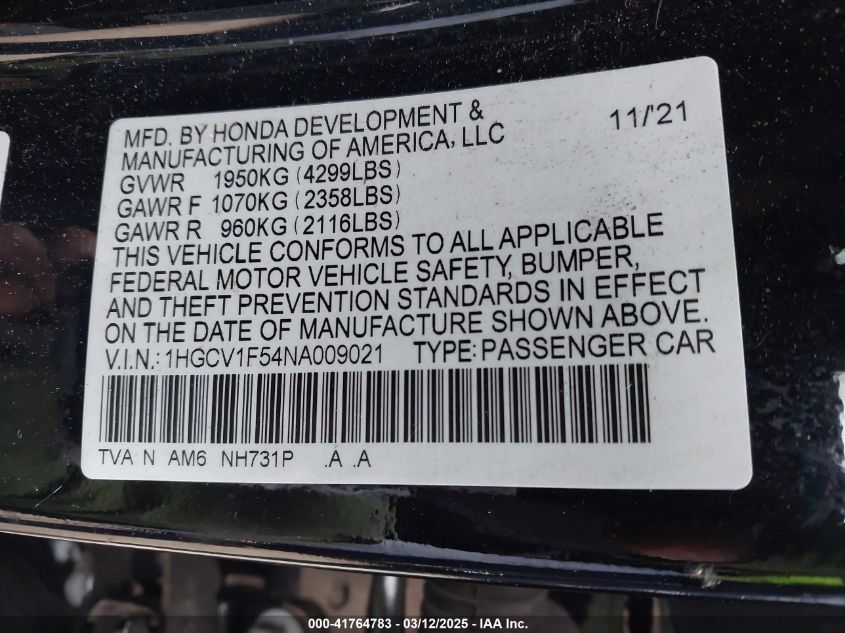 MFD. BY HONDA DEVELOPMENT & 11/'21
MANUFACTURING OF AMERICA, LLC
GVWR 1950KG (4299LBS)
GAWR F 1070KG (2358LBS)
GAWR R 960KG (2116LBS)
THIS VEHICLE CONFORMS TO ALL APPLICABLE
FEDERAL MOTOR VEHICLE SAFETY, BUMPER,
AND THEFT PREVENTION STANDARDS IN EFFECT
ON THE DATE OF MANUFACTURE SHOWN ABOVE.
V.I.N.: 1HGCV1F54NA009021 TYPE: PASSENGER CAR
TVA N AM6 NH731P .A .A
000-41764783 - 03/12/2025 - IAA Inc.